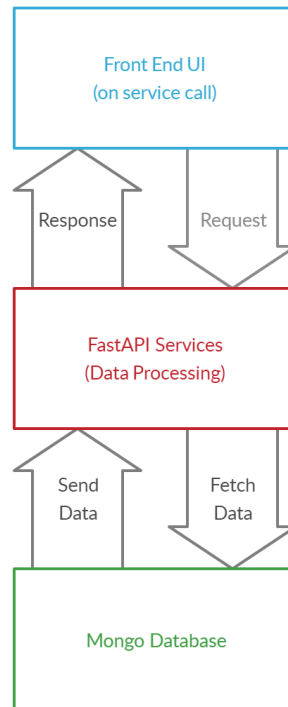 Front End UI
(on service call)
Response
Request
FastAPI Services
(Data Processing)
Send
Data
Fetch
Data
Mongo Database